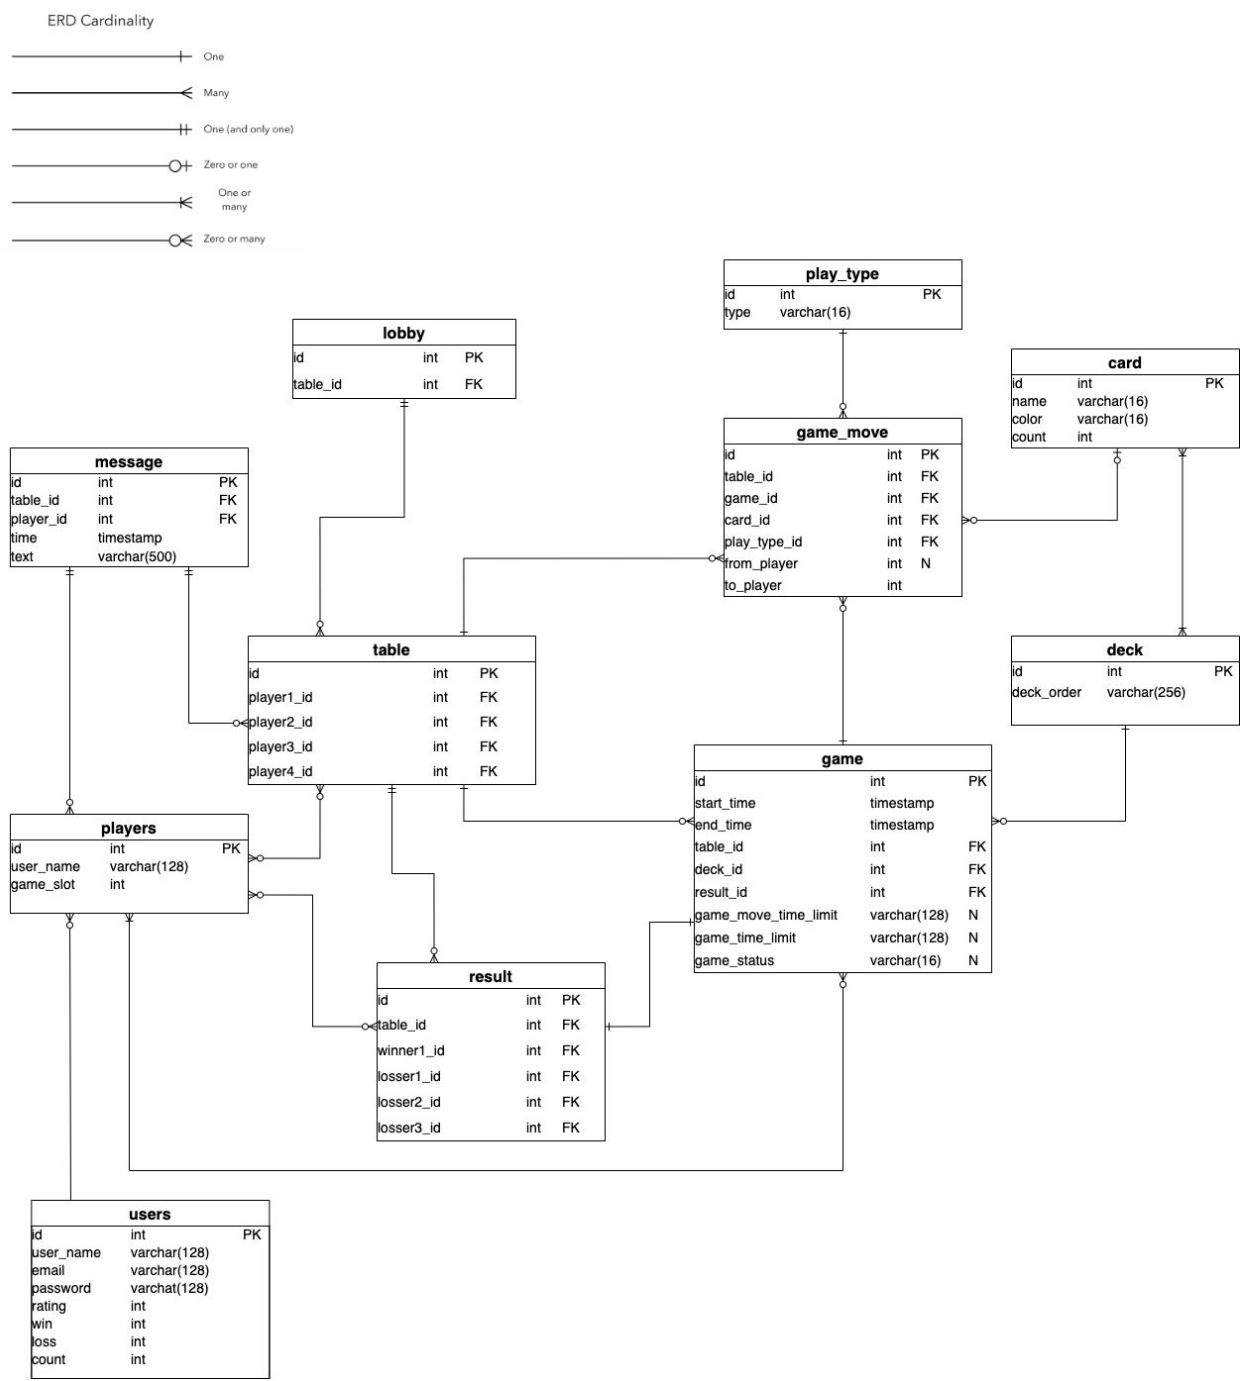 ERD Cardinality
One
Many
One (and only one)
Zero or one
One or
many
Zero or many
play_type
id int PK
type varchar(16)
lobby
id int PK
table_id int FK
card
id int PK
name varchar(16)
color varchar(16)
count int
game_move
id int PK
table_id int FK
game_id int FK
card_id int FK
play_type_id int FK
from_player int N
to_player int
message
id int PK
table_id int FK
player_id int FK
time timestamp
text varchar(500)
table
id int PK
player1_id int FK
player2_id int FK
player3_id int FK
player4_id int FK
deck
id int PK
deck_order varchar(256)
game
id int PK
start_time timestamp
end_time timestamp
table_id int FK
deck_id int FK
result_id int FK
game_move_time_limit varchar(128) N
game_time_limit varchar(128) N
game_status varchar(16) N
players
id int PK
user_name varchar(128)
game_slot int
result
id int PK
table_id int FK
winner1_id int FK
losser1_id int FK
losser2_id int FK
losser3_id int FK
users
id int PK
user_name varchar(128)
email varchar(128)
password varchat(128)
rating int
win int
loss int
count int